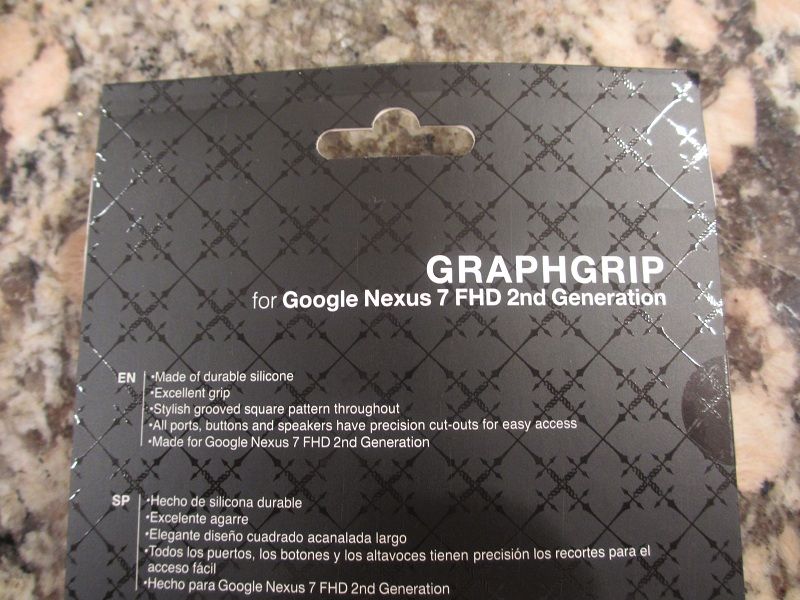 GRAPHGRIP
for Google Nexus 7 FHD 2nd Generation
EN
•Made of durable silicone
•Excellent grip
•Stylish grooved square pattern throughout
•All ports, buttons and speakers have precision cut-outs for easy access
•Made for Google Nexus 7 FHD 2nd Generation
SP
•Hecho de silicona durable
•Excelente agarre
•Elegante diseño cuadrado acanalada largo
•Todos los puertos, los botones y los altavoces tienen precisión los recortes para el
acceso fácil
•Hecho para Google Nexus 7 FHD 2nd Generation